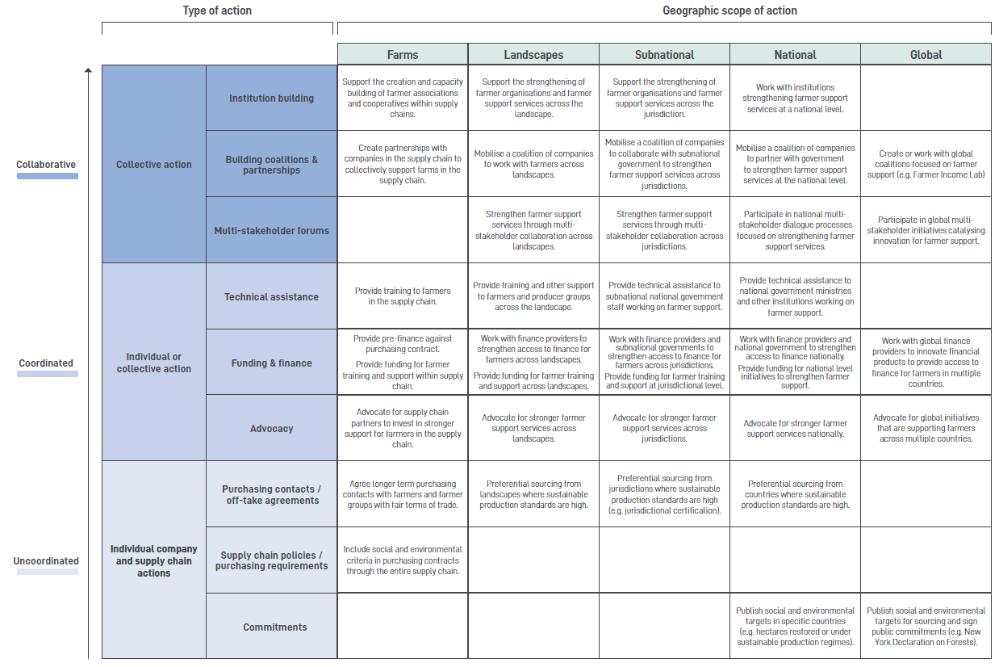 Type of action
Geographic scope of action
Farms
Landscapes
Subnational
National
Global
Collaborative
Collective action
Institution building
Support the creation and capacity
building of farmer associations
and cooperatives within supply
chains.
Support the strengthening of
farmer organisations and farmer
support services across the
landscape.
Support the strengthening of
farmer organisations and farmer
support services across the
jurisdiction.
Work with institutions
strengthening farmer support
services at a national level.
Building coalitions &
partnerships
Create partnerships with
companies in the supply chain to
collectively support farms in the
supply chain.
Mobilise a coalition of companies
to work with farmers across
landscapes.
Mobilise a coalition of companies
to collaborate with subnational
government to strengthen
farmer support services across
jurisdictions.
Mobilise a coalition of companies
to partner with government
to strengthen farmer support
services at the national level.
Create or work with global
coalitions focused on farmer
support (e.g. Farmer Income Lab)
Multi-stakeholder forums
Strengthen farmer support
services through multi-
stakeholder collaboration across
landscapes.
Strengthen farmer support
services through multi-
stakeholder collaboration across
jurisdictions.
Participate in national multi-
stakeholder dialogue processes
focused on strengthening farmer
support services.
Participate in global multi-
stakeholder initiatives catalysing
innovation for farmer support.
Coordinated
Individual or
collective action
Technical assistance
Provide training to farmers
in the supply chain.
Provide training and other support
to farmers and producer groups
across the landscape.
Provide technical assistance to
subnational national government
staff working on farmer support.
Provide technical assistance to
national government ministries
and other institutions working on
farmer support.
Funding & finance
Provide pre-finance against
purchasing contract.
Provide funding for farmer
training and support within supply
chain.
Work with finance providers to
strengthen access to finance for
farmers across landscapes.
Provide funding for farmer training
and support across landscapes.
Work with finance providers and
subnational governments to
strengthen access to finance for
farmers across jurisdictions.
Provide funding for farmer training
and support at jurisdictional level.
Work with finance providers and
national government to strengthen
access to finance nationally.
Provide funding for national level
initiatives to strengthen farmer
support.
Work with global finance
providers to innovate financial
products to provide access to
finance for farmers in multiple
countries.
Advocacy
Advocate for supply chain
partners to invest in stronger
support for farmers in the supply
chain.
Advocate for stronger farmer
support services across
landscapes.
Advocate for stronger farmer
support services across
jurisdictions.
Advocate for stronger farmer
support services nationally.
Advocate for global initiatives
that are supporting farmers
across multiple countries.
Uncoordinated
Individual company
and supply chain
actions
Purchasing contacts /
off-take agreements
Agree longer term purchasing
contacts with farmers and farmer
groups with fair terms of trade.
Preferential sourcing from
landscapes where sustainable
production standards are high.
Preferential sourcing from
jurisdictions where sustainable
production standards are high
(e.g. jurisdictional certification).
Preferential sourcing from
countries where sustainable
production standards are high.
Supply chain policies /
purchasing requirements
Include social and environmental
criteria in purchasing contracts
through the entire supply chain.
Commitments
Publish social and environmental
targets in specific countries
(e.g. hectares restored or under
sustainable production regimes).
Publish social and environmental
targets for sourcing and sign
public commitments (e.g. New
York Declaration on Forests).